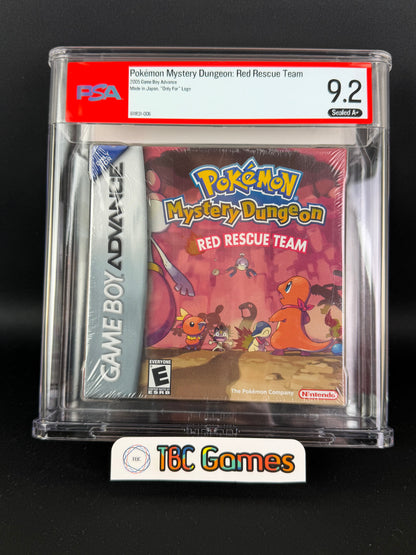 PSA
Pokémon Mystery Dungeon: Red Rescue Team
2005 Game Boy Advance
Made in Japan, "Only For" Logo
9.2
Sealed A+
GAME BOY ADVANCE
POKÉMON
Mystery Dungeon
RED RESCUE TEAM
EVERYONE
E
ESRB
The Pokémon Company
Nintendo
TBC
TBC Games